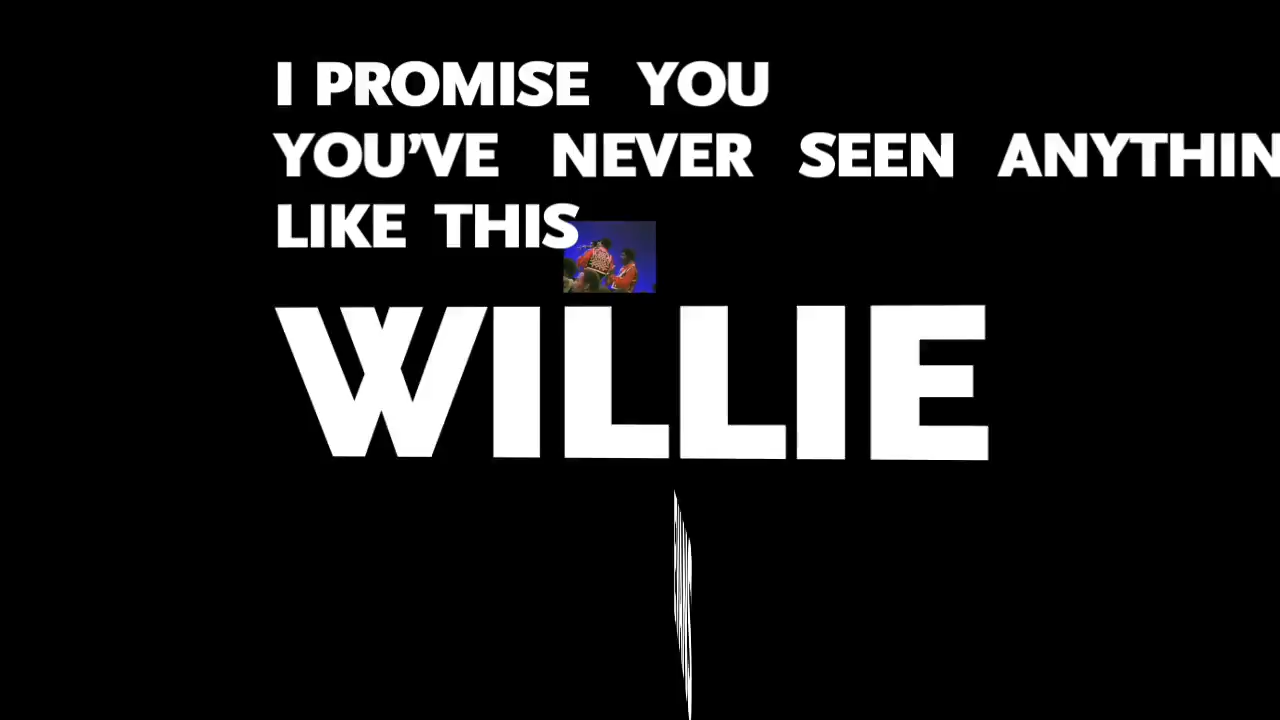 I PROMISE YOU
YOU’VE NEVER SEEN ANYTHIN
LIKE THIS
WILLIE